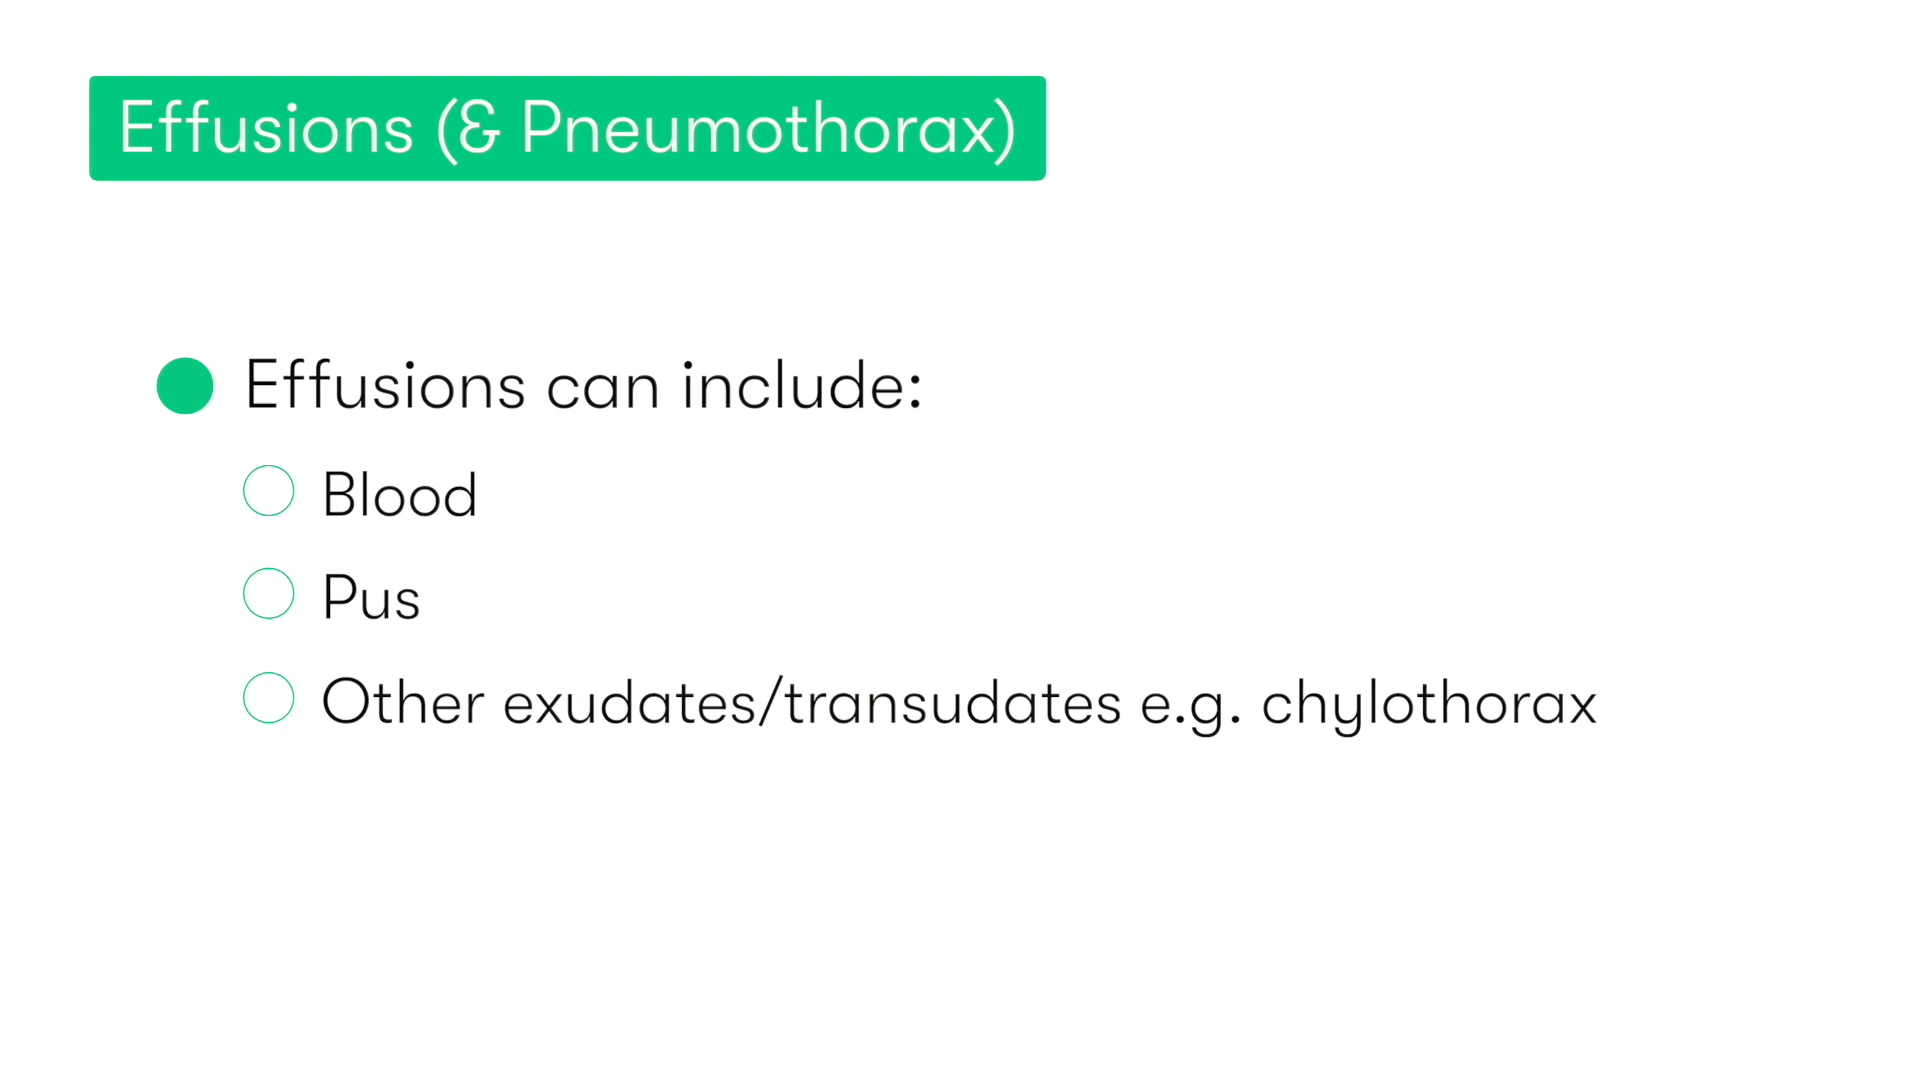 Effusions (& Pneumothorax)
Effusions can include:
Blood
Pus
Other exudates/transudates e.g. chylothorax